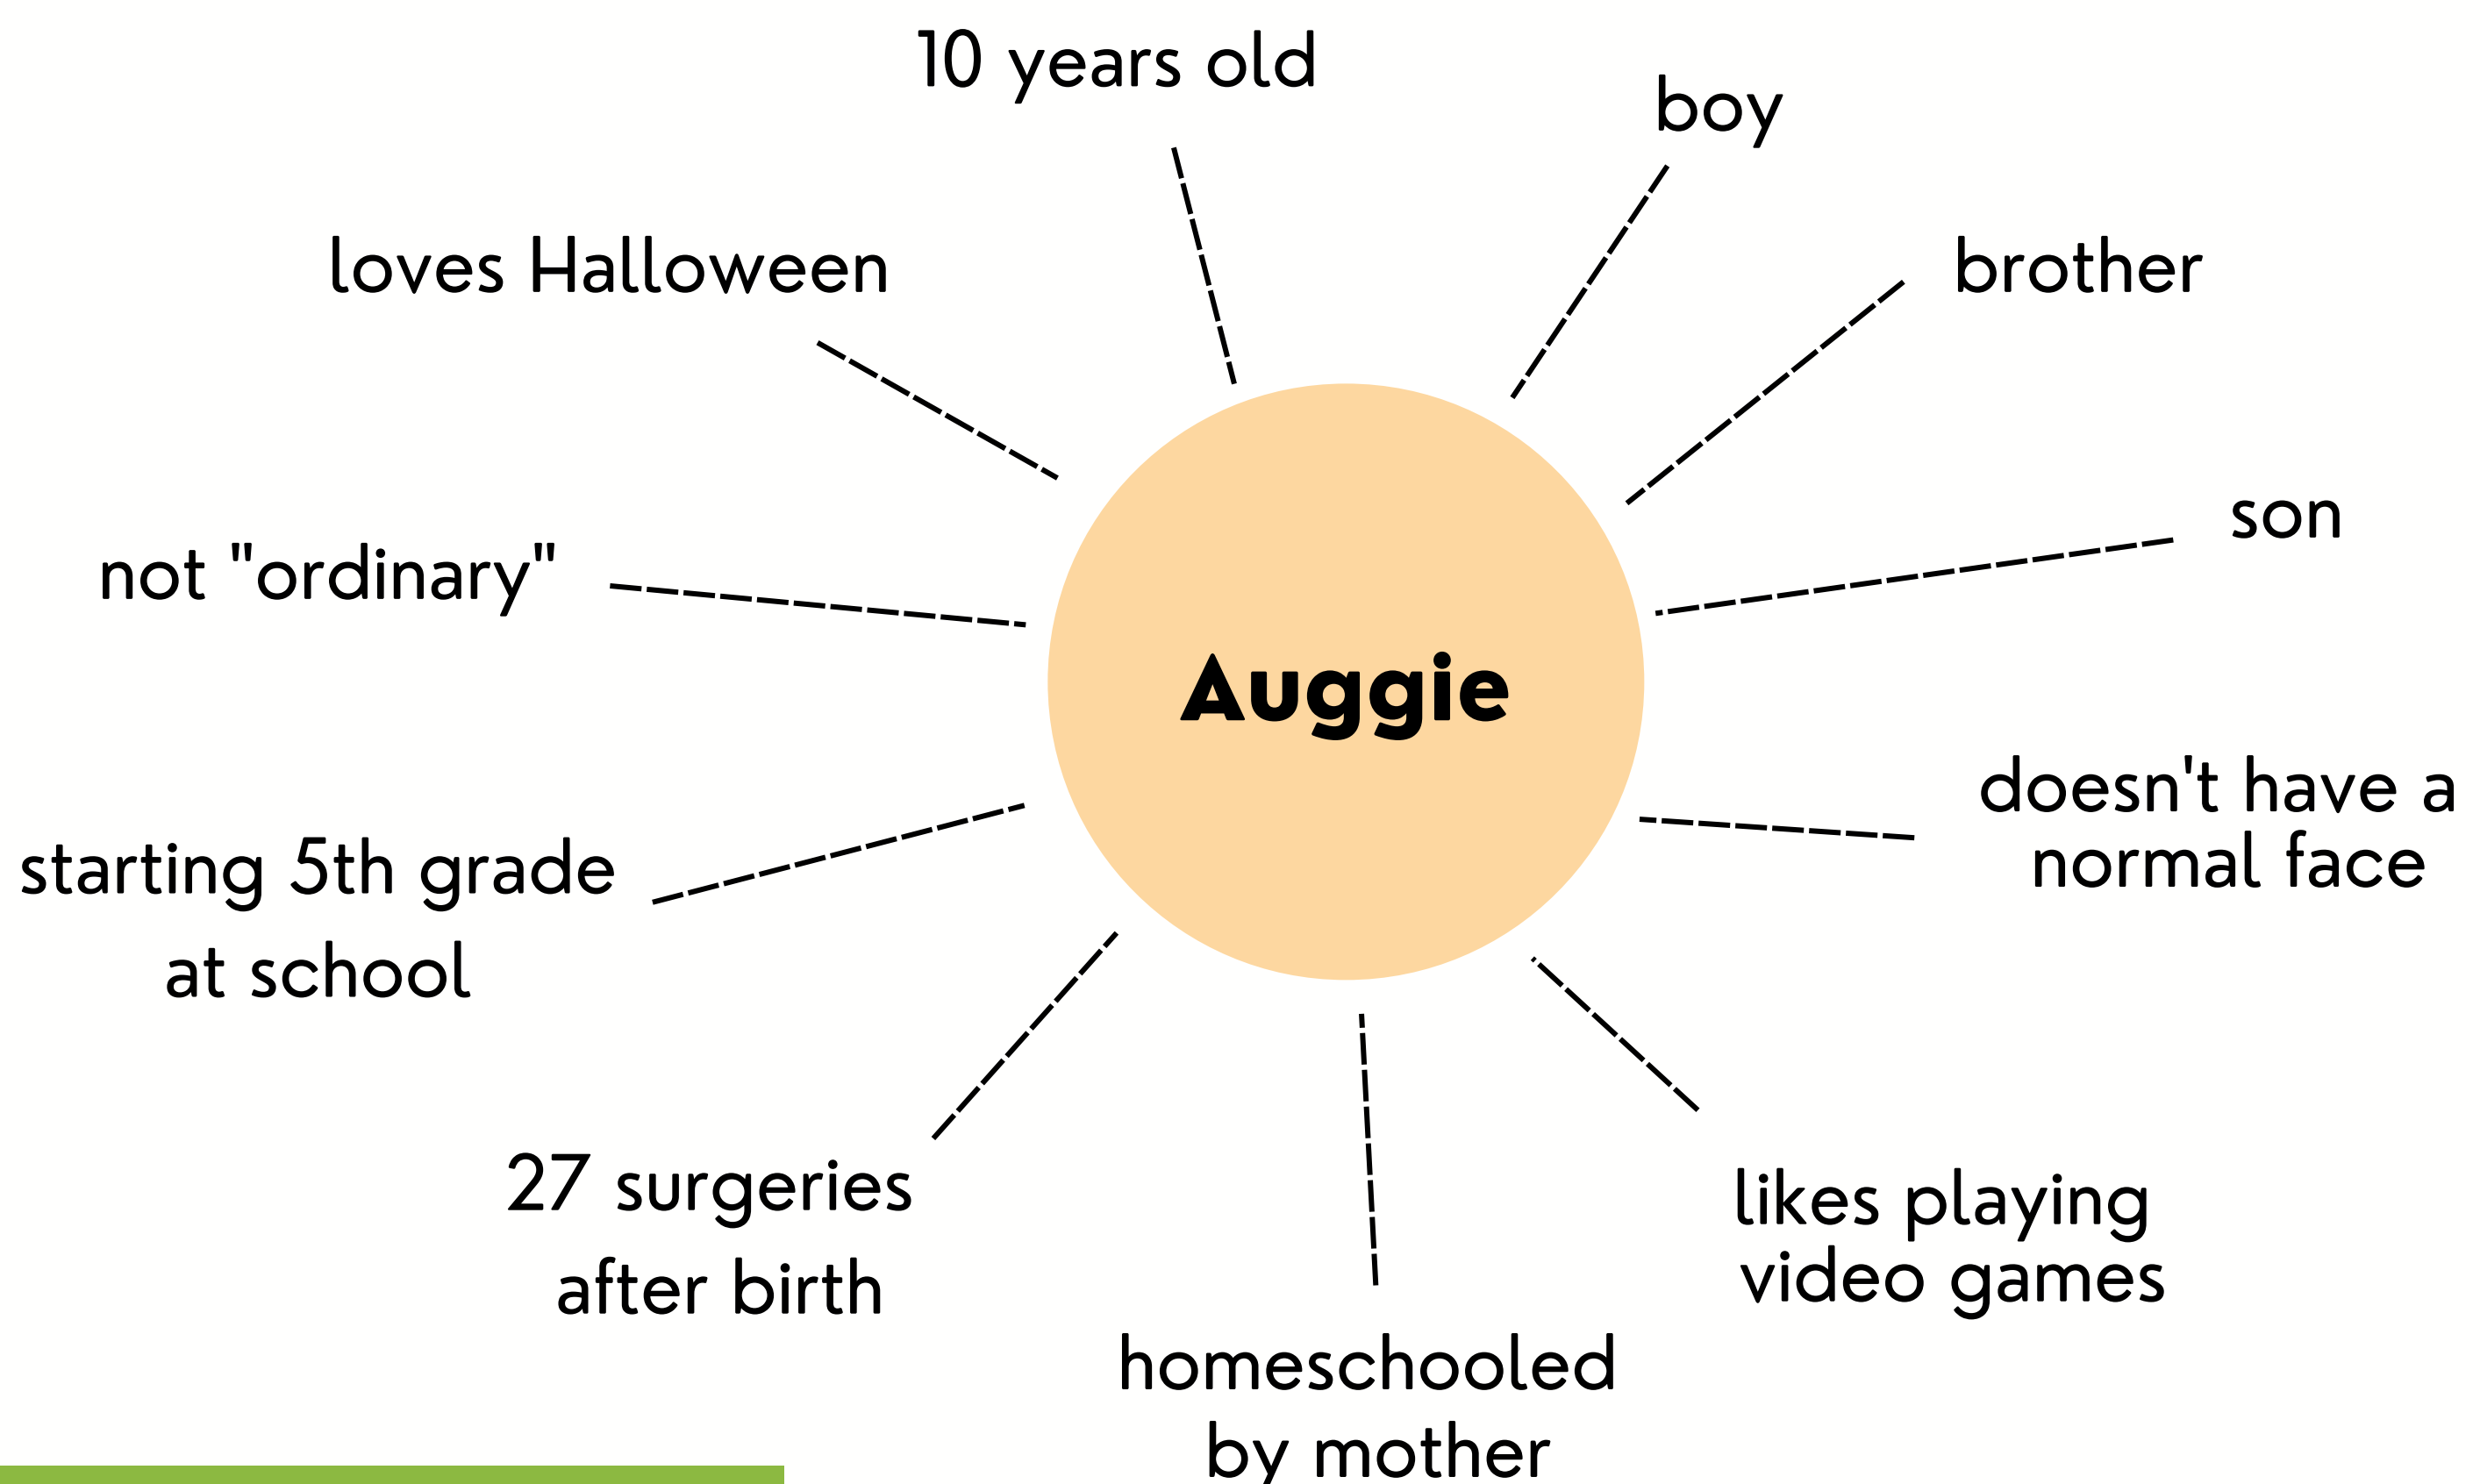 10 years old
boy
loves Halloween
brother
son
not "ordinary"
Auggie
doesn't have a
normal face
starting 5th grade
at school
27 surgeries
after birth
likes playing
video games
homeschooled
by mother